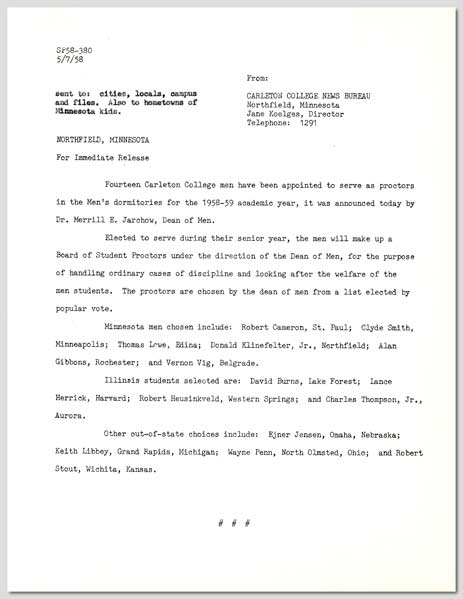 SP58-380
5/7/58
From:
sent to: cities, locals, campus
and files. Also to hometowns of
Minnesota kids.
CARLETON COLLEGE NEWS BUREAU
Northfield, Minnesota
Jane Koelges, Director
Telephone: 1291
NORTHFIELD, MINNESOTA
For Immediate Release
Fourteen Carleton College men have been appointed to serve as proctors
in the Men's dormitories for the 1958-59 academic year, it was announced today by
Dr. Merrill E. Jarchow, Dean of Men.
Elected to serve during their senior year, the men will make up a
Board of Student Proctors under the direction of the Dean of Men, for the purpose
of handling ordinary cases of discipline and looking after the welfare of the
men students. The proctors are chosen by the dean of men from a list elected by
popular vote.
Minnesota men chosen include: Robert Cameron, St. Paul; Clyde Smith,
Minneapolis; Thomas Lowe, Edina; Donald Klinefelter, Jr., Northfield; Alan
Gibbons, Rochester; and Vernon Vig, Belgrade.
Illinois students selected are: David Burns, Lake Forest; Lance
Herrick, Harvard; Robert Heusinkveld, Western Springs; and Charles Thompson, Jr.,
Aurora.
Other out-of-state choices include: Ejner Jensen, Omaha, Nebraska;
Keith Libbey, Grand Rapids, Michigan; Wayne Penn, North Olmsted, Ohio; and Robert
Stout, Wichita, Kansas.
# # #